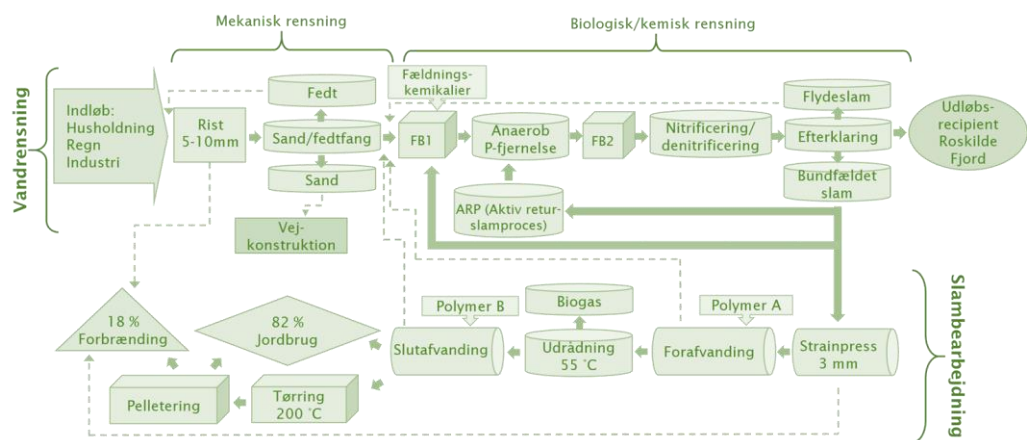 Mekanisk rensning
Biologisk/kemisk rensning
Vandrensning
Indløb:
Husholdning
Regn
Industri
Rist
5-10mm
Fedt
Sand/fedtfang
Sand
Vej-
konstruktion
Fældnings-
kemikalier
FB1
Anaerob
P-fjernelse
FB2
Nitrificering/
denitrificering
Flydeslam
Efterklaring
Bundfældet
slam
Udløbs-
recipient
Roskilde
Fjord
ARP (Aktiv retur-
slamproces)
18 %
Forbrænding
82 %
Jordbrug
Polymer B
Slutafvanding
Biogas
Udrådning
55 °C
Polymer A
Forafvanding
Strainpress
3 mm
Pelletering
Tørring
200 °C
Slambearbejdning